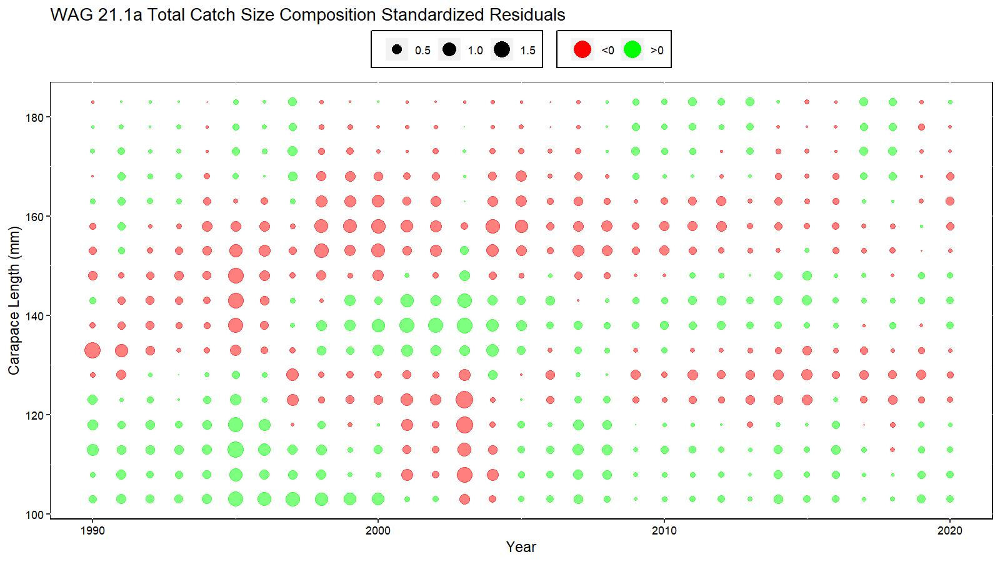 WAG 21.1a Total Catch Size Composition Standardized Residuals
0.5 1.0 1.5 <0 >0
180
160
140
120
100
Carapace Length (mm)
1990 2000 2010 2020
Year